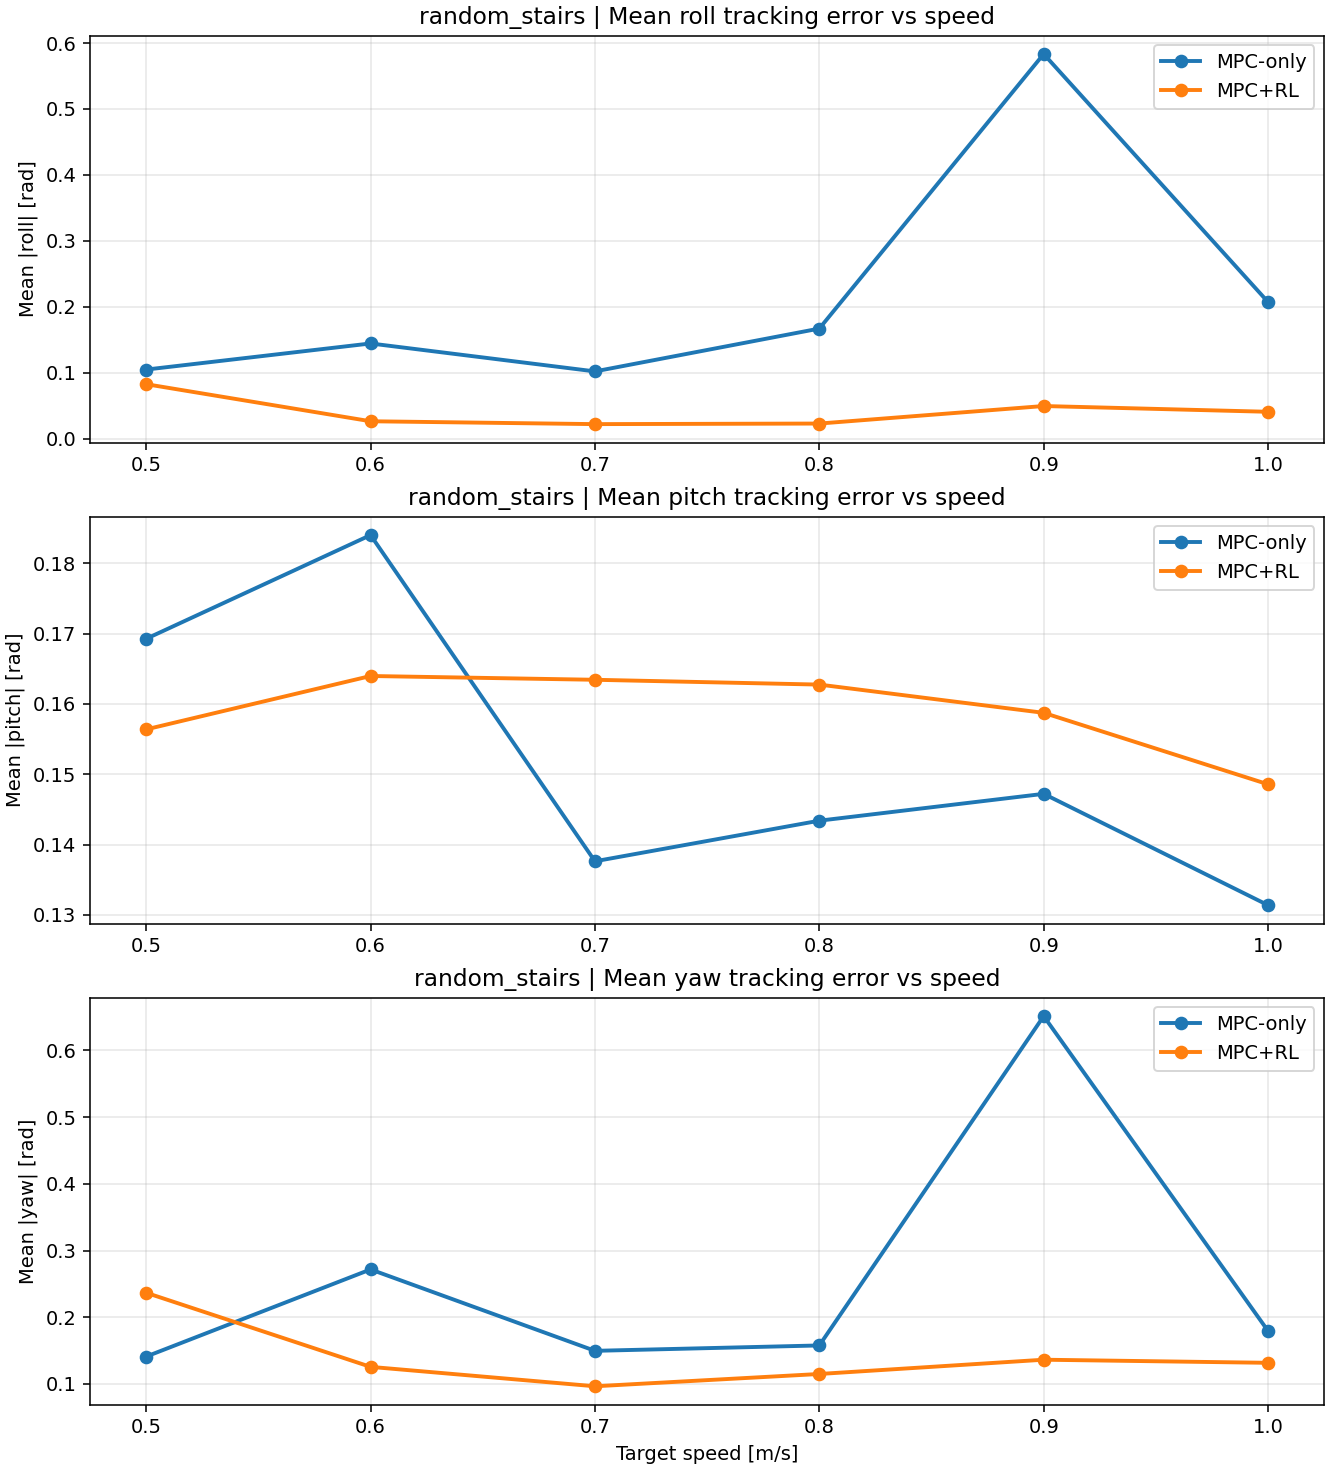 random_stairs | Mean roll tracking error vs speed
MPC-only
MPC+RL
Mean |roll| [rad]
0.6
0.5
0.4
0.3
0.2
0.1
0.0
0.5 0.6 0.7 0.8 0.9 1.0
random_stairs | Mean pitch tracking error vs speed
MPC-only
MPC+RL
Mean |pitch| [rad]
0.18
0.17
0.16
0.15
0.14
0.13
0.5 0.6 0.7 0.8 0.9 1.0
random_stairs | Mean yaw tracking error vs speed
MPC-only
MPC+RL
Mean |yaw| [rad]
0.6
0.5
0.4
0.3
0.2
0.1
0.5 0.6 0.7 0.8 0.9 1.0
Target speed [m/s]